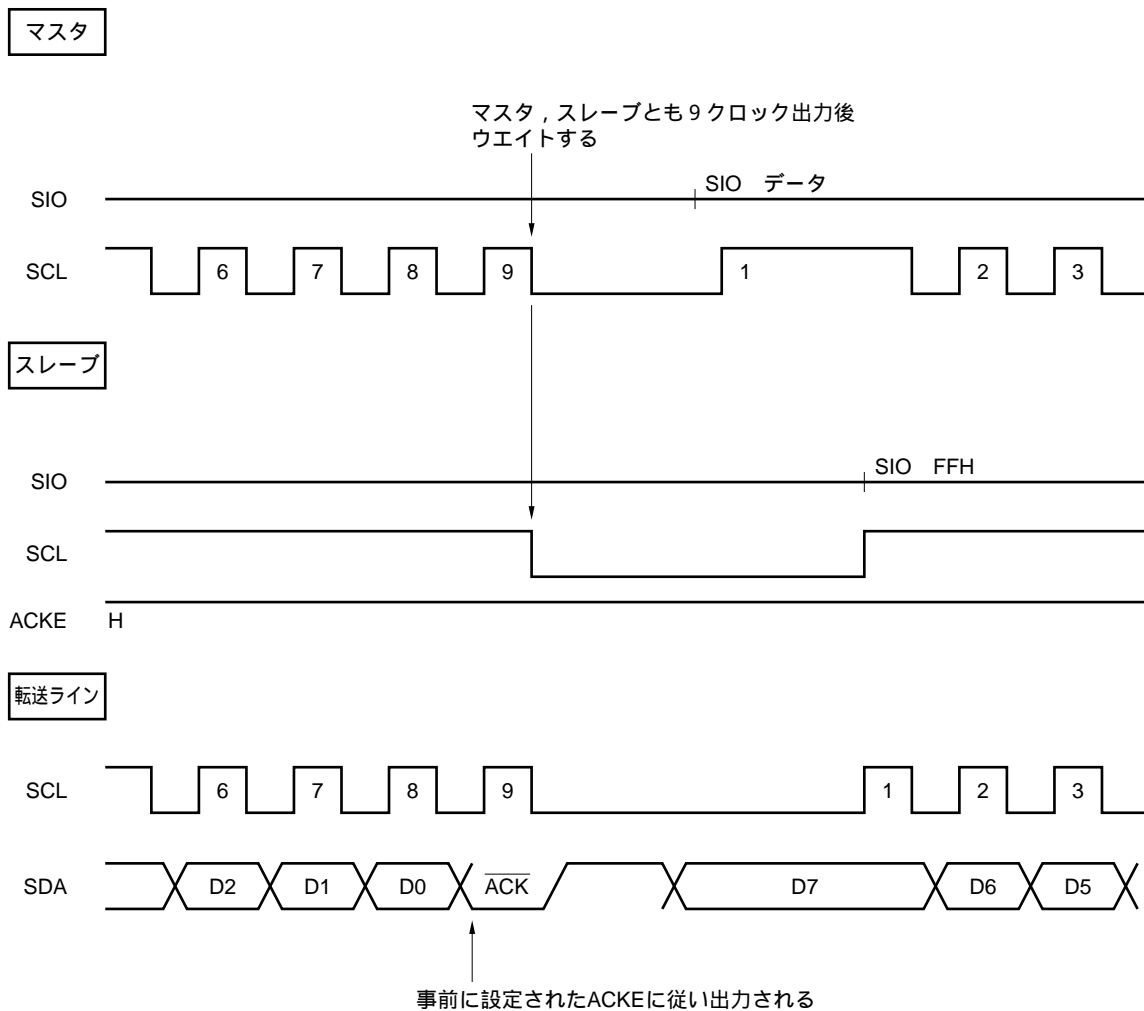 マスタ
マスタ，スレーブとも9クロック出力後
ウエイトする
SIO データ
SIO
SCL 6 7 8 9 1 2 3
スレーブ
SIO FFH
SIO
SCL
ACKE H
転送ライン
SCL 6 7 8 9 1 2 3
SDA D2 D1 D0 ACK D7 D6 D5
事前に設定されたACKEに従い出力される